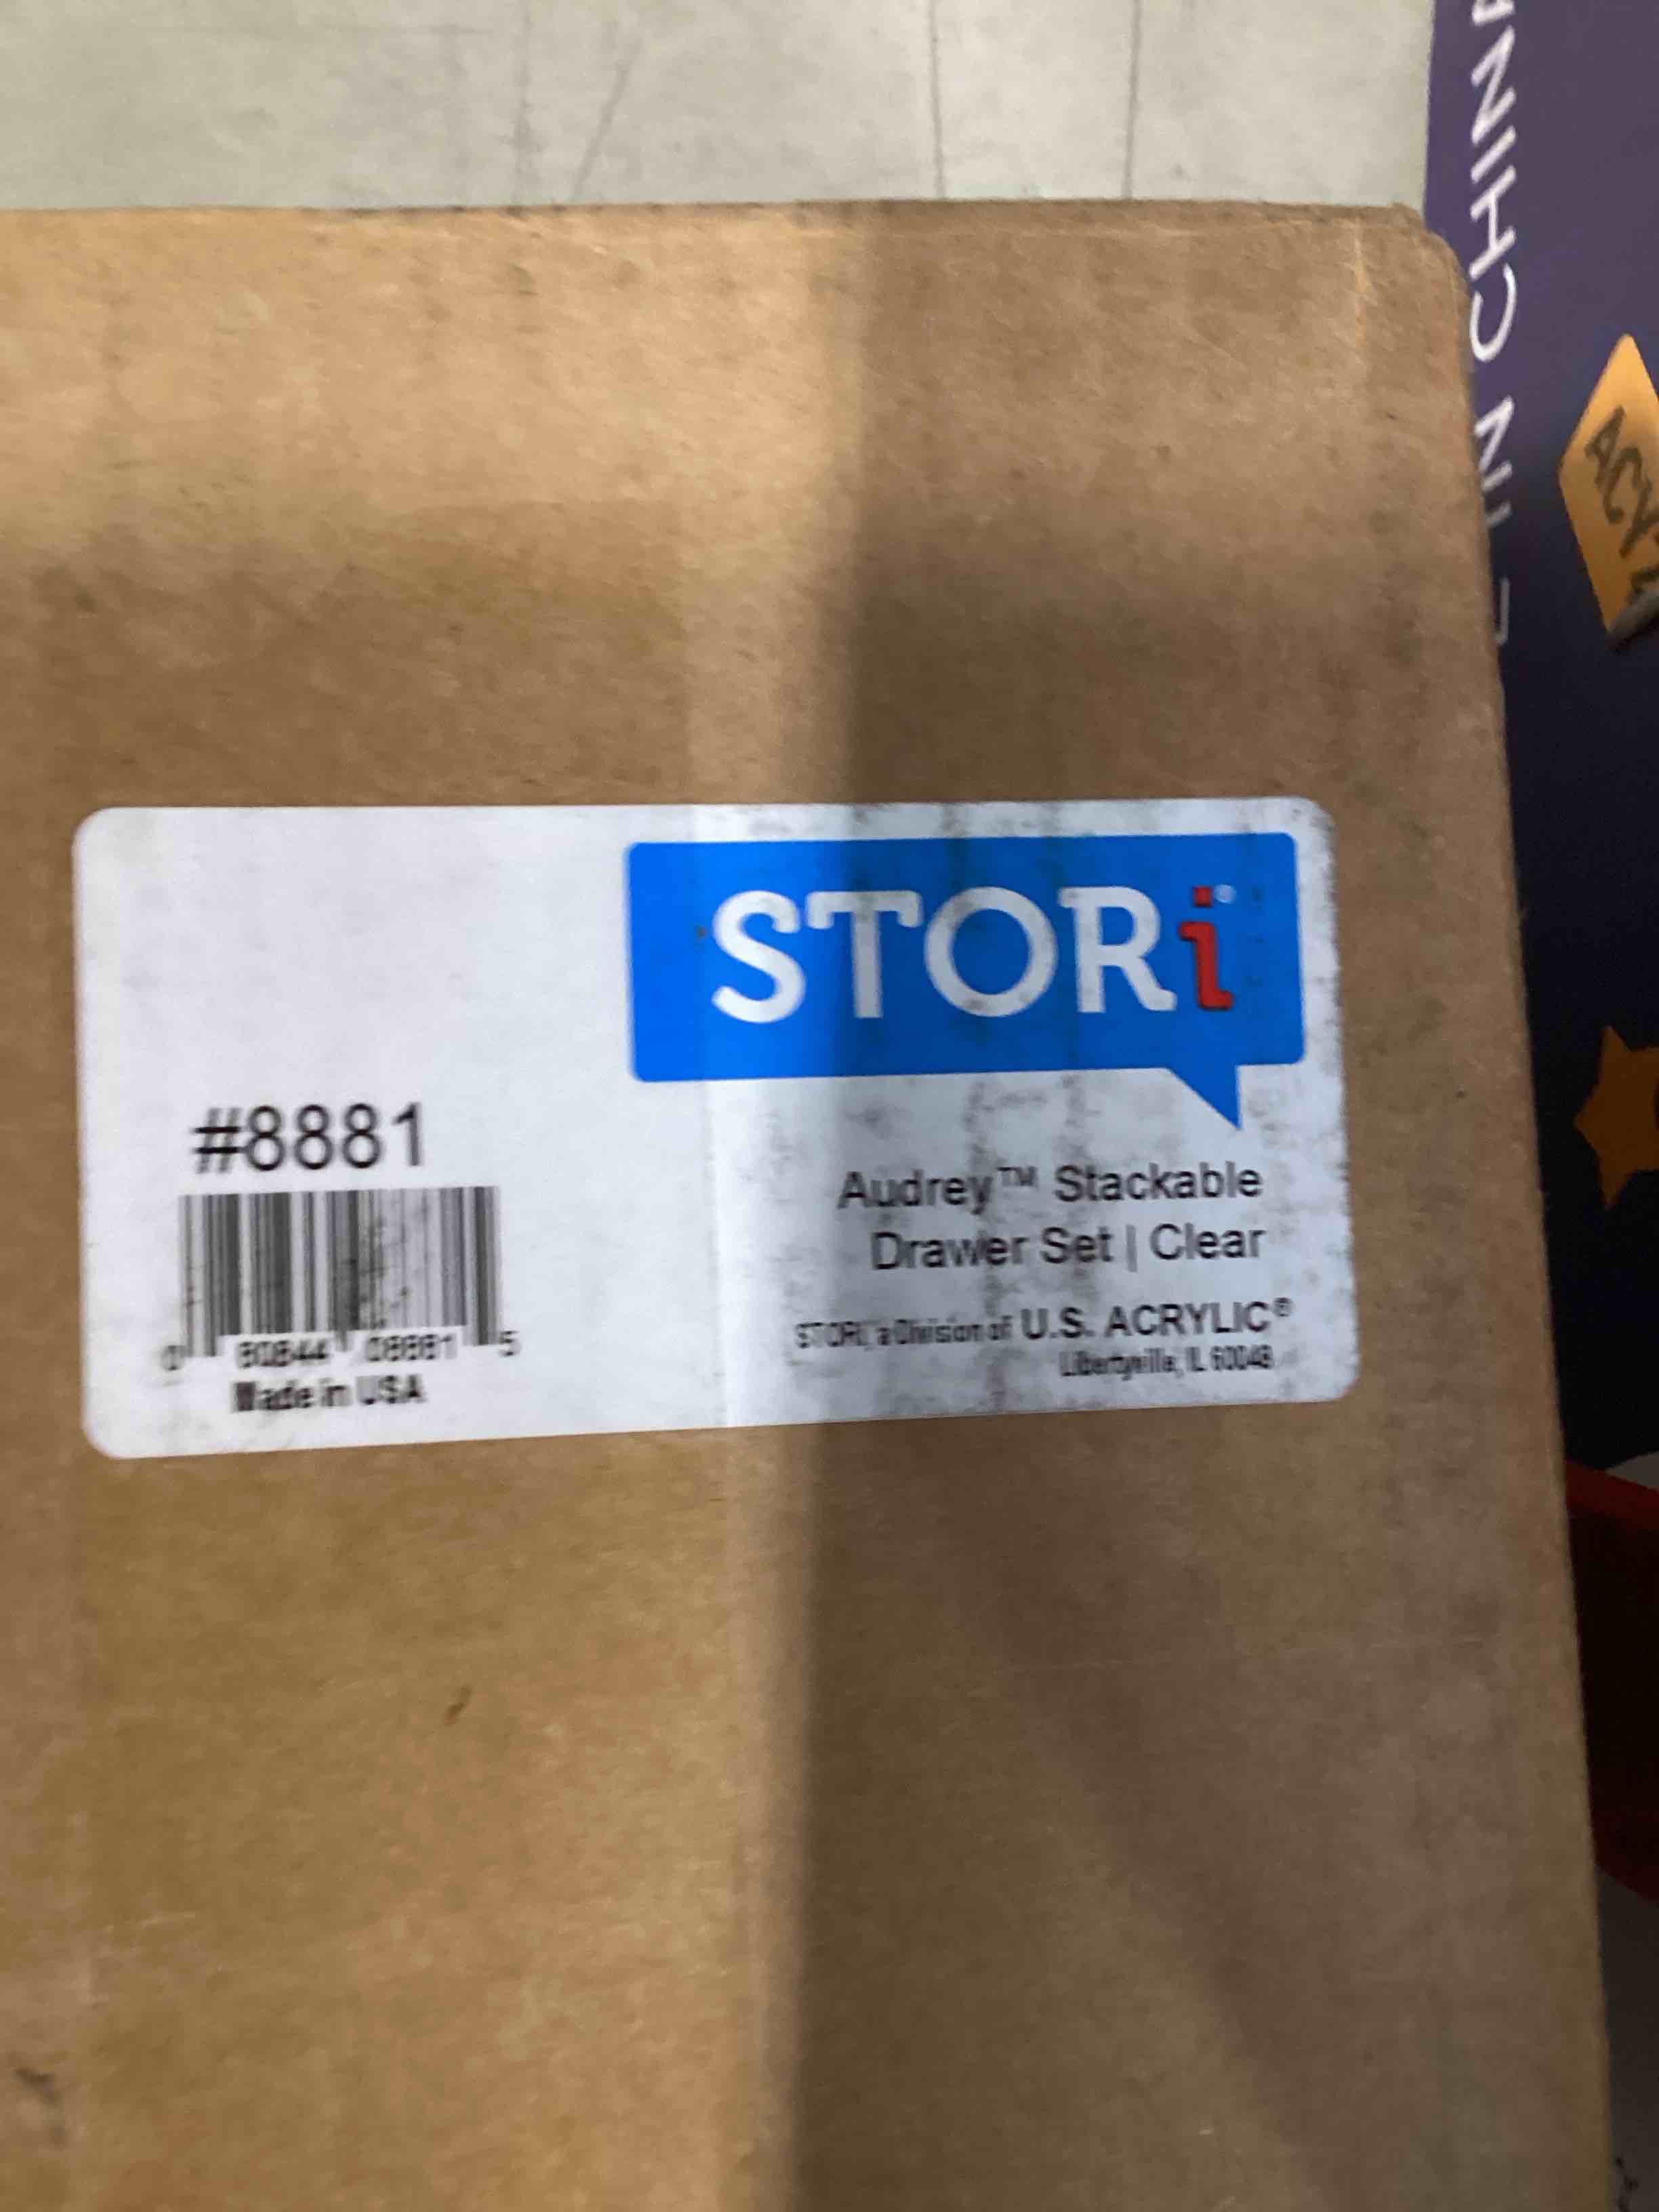 STORi
#8881
Audrey™ Stackable
Drawer Set | Clear
STORi, a Division of U.S. ACRYLIC®
Libertyville, IL 60048
0 80844 08881 5
Made in USA
IN CHINA